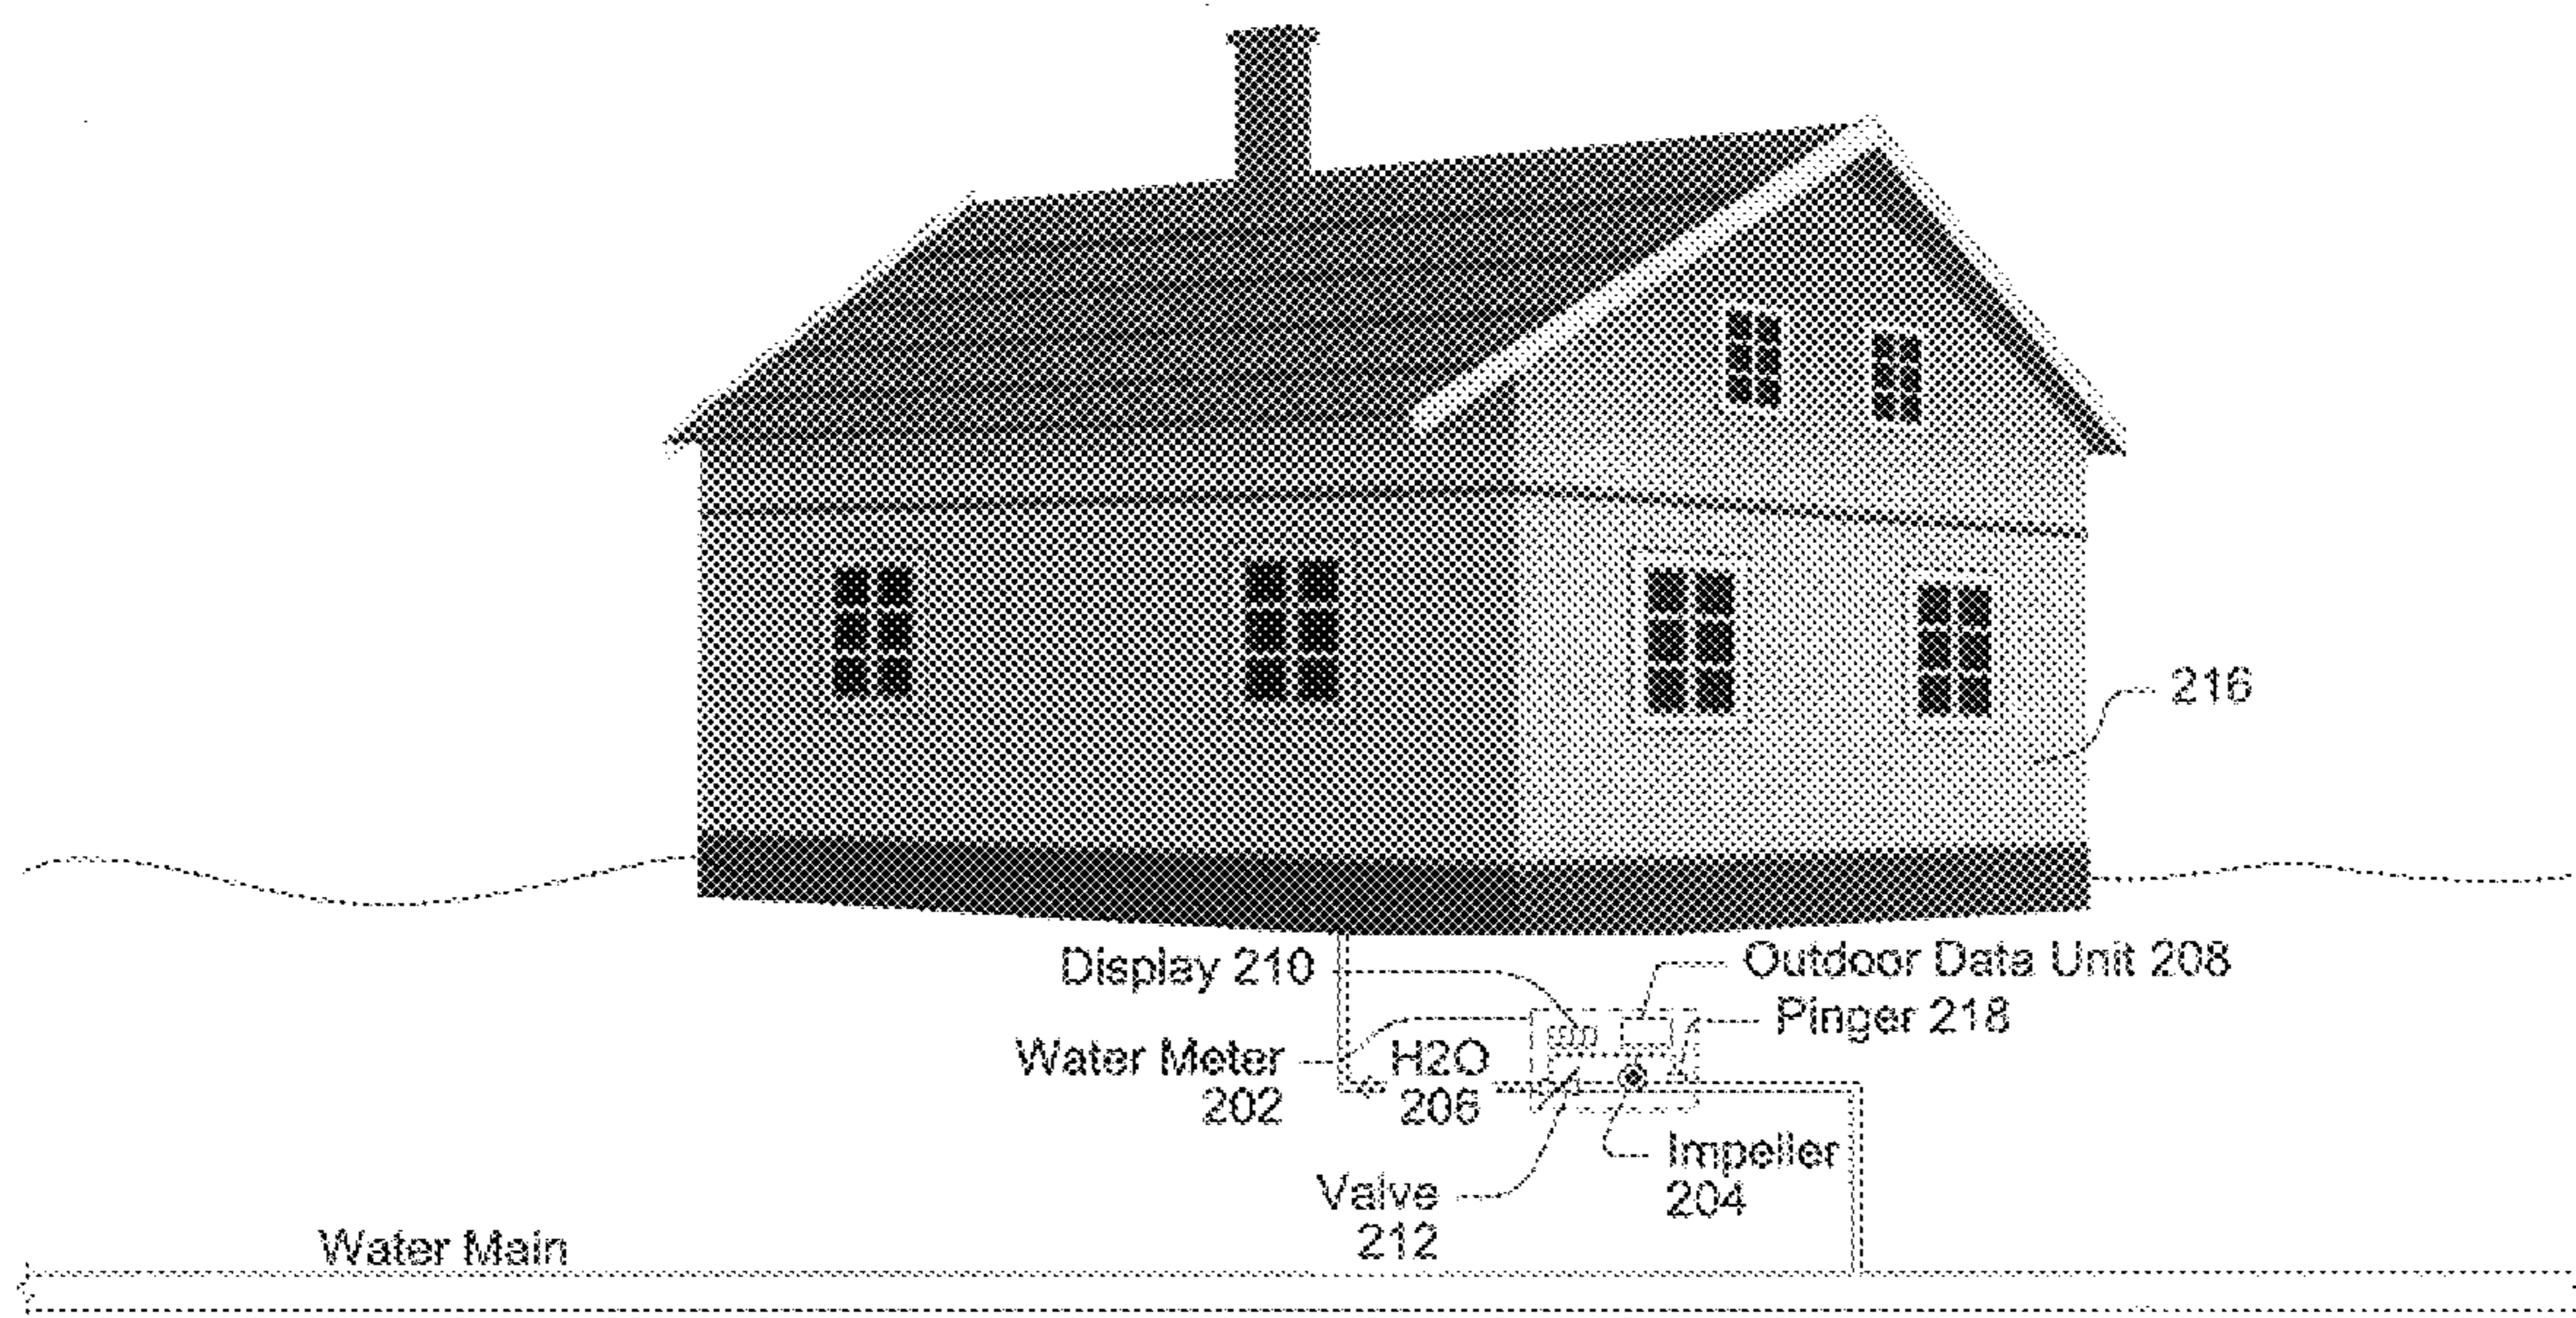 216
Display 210
Outdoor Data Unit 208
Pinger 218
Water Meter
202
H2O
206
Impeller
204
Valve
212
Water Main